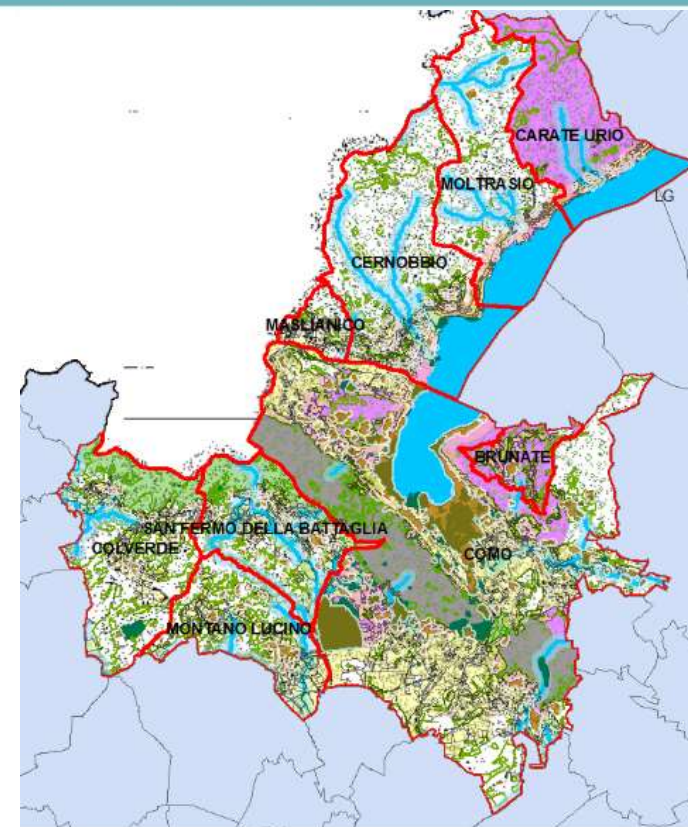 CARATE URIO
MOLTRASIO
LG
CERNOBBIO
MASLIANICO
BRUNATE
SAN FERMO DELLA BATTAGLIA
COLVERDE
COMO
MONTANO LUCINO